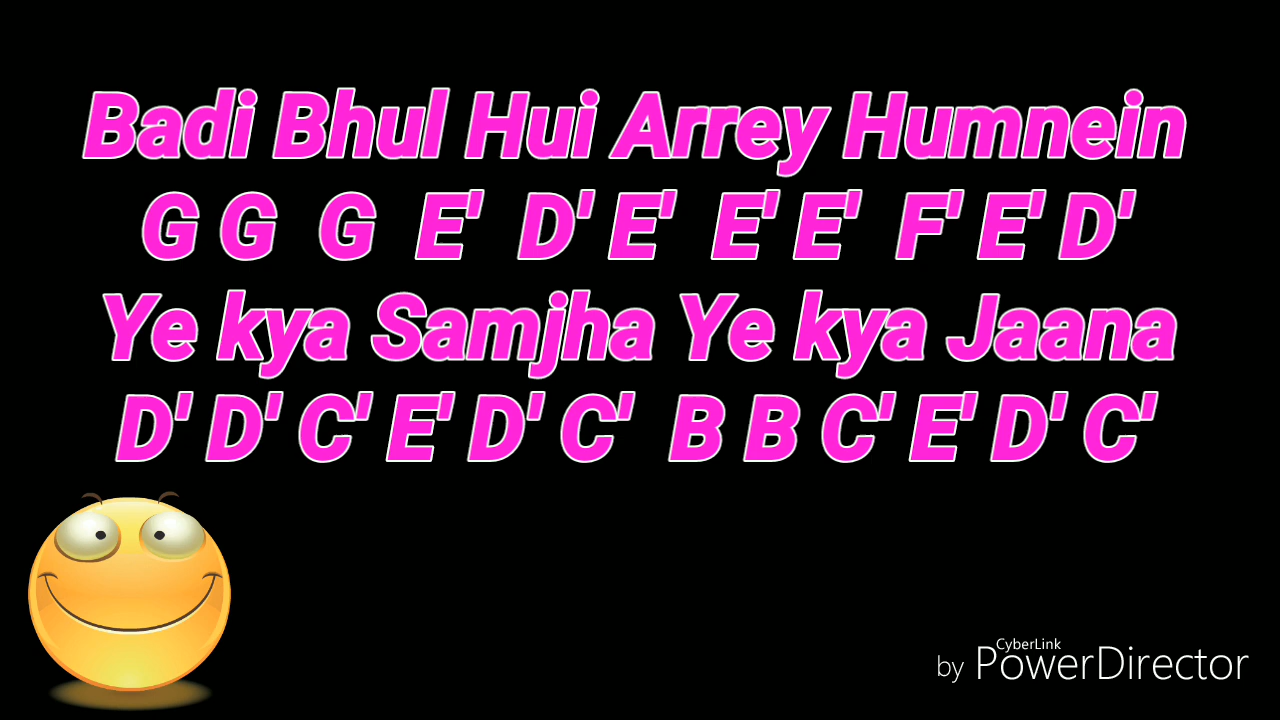 Badi Bhul Hui Arrey Humnein
G G G E' D' E' E' E' F' E' D'
Ye kya Samjha Ye kya Jaana
D' D' C' E' D' C' B B C' E' D' C'
by CyberLink PowerDirector